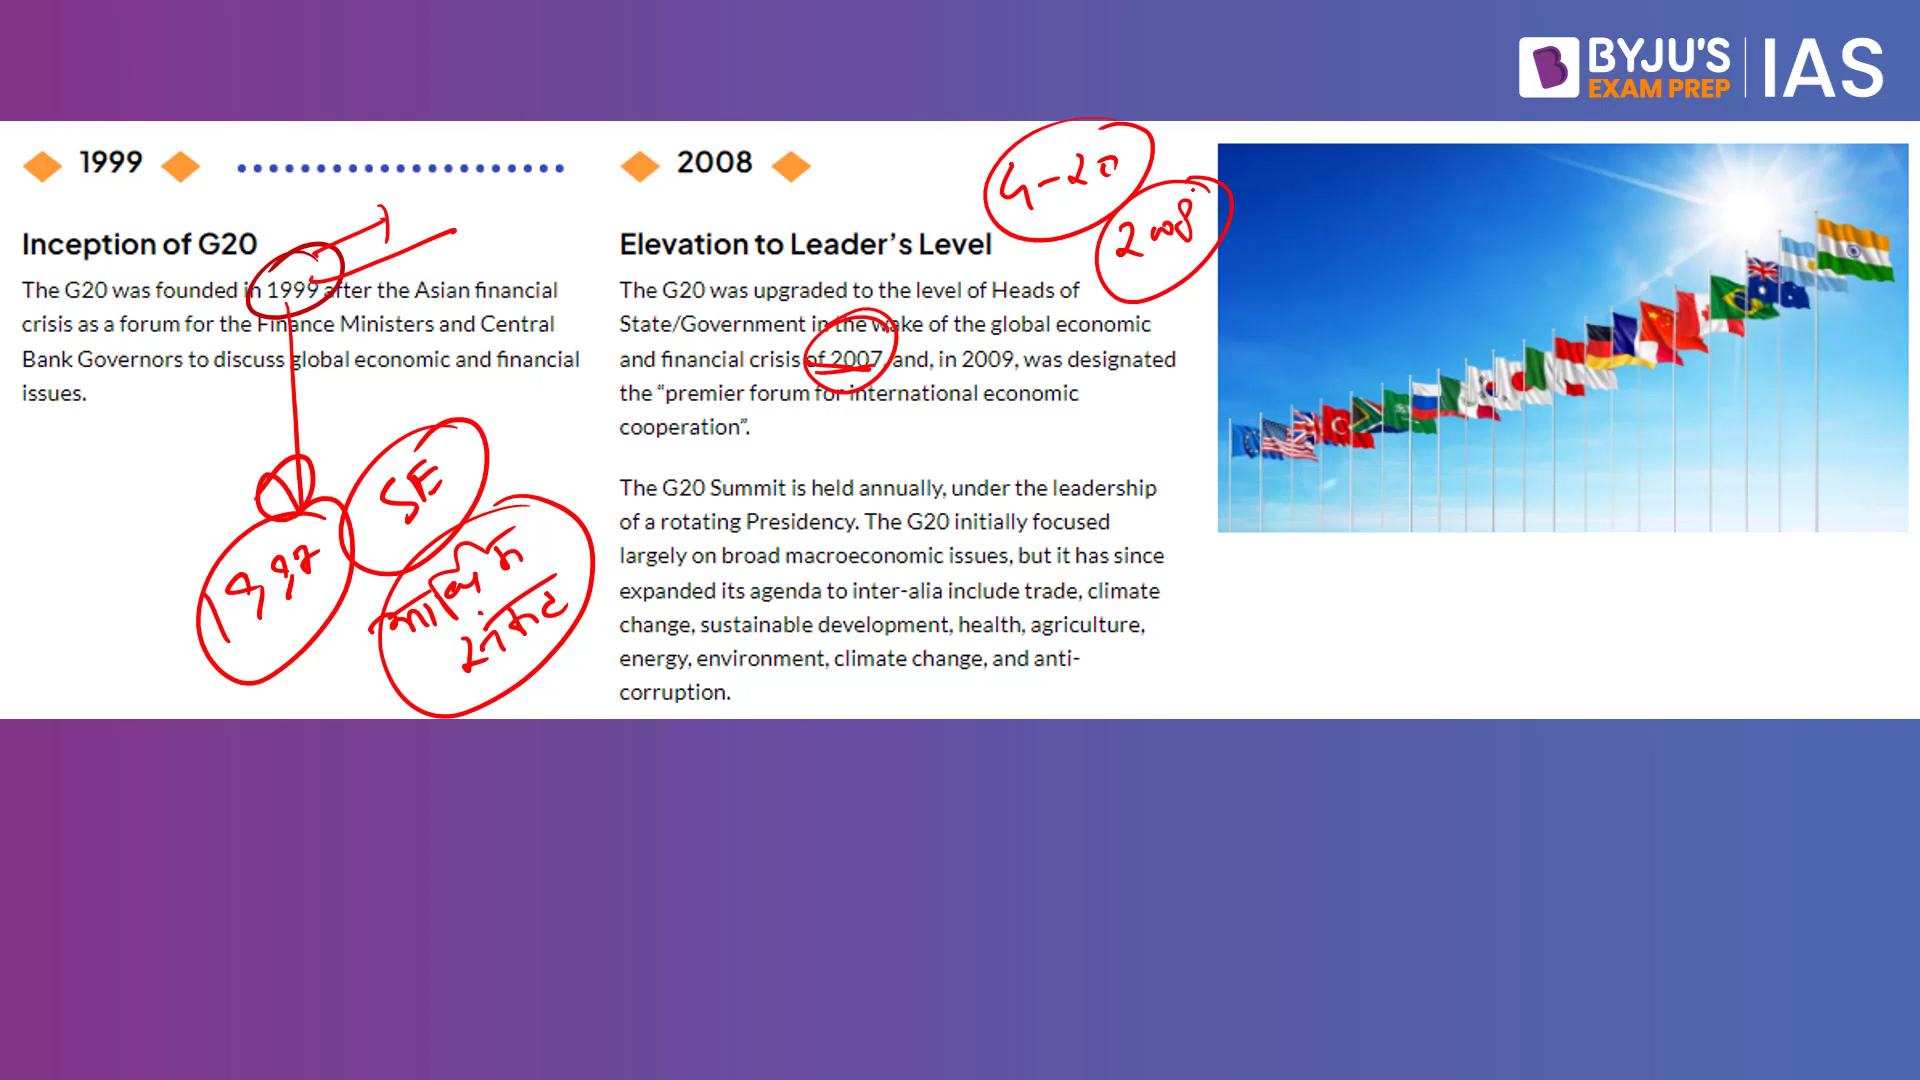 BYJU'S
EXAM PREP
IAS
1999
Inception of G20
The G20 was founded in 1999 after the Asian financial
crisis as a forum for the Finance Ministers and Central
Bank Governors to discuss global economic and financial
issues.
1997
SE
2008
Elevation to Leader’s Level
The G20 was upgraded to the level of Heads of
State/Government in the wake of the global economic
and financial crisis of 2007, and, in 2009, was designated
the “premier forum for international economic
cooperation”.
The G20 Summit is held annually, under the leadership
of a rotating Presidency. The G20 initially focused
largely on broad macroeconomic issues, but it has since
expanded its agenda to inter-alia include trade, climate
change, sustainable development, health, agriculture,
energy, environment, climate change, and anti-
corruption.
G-20
2008